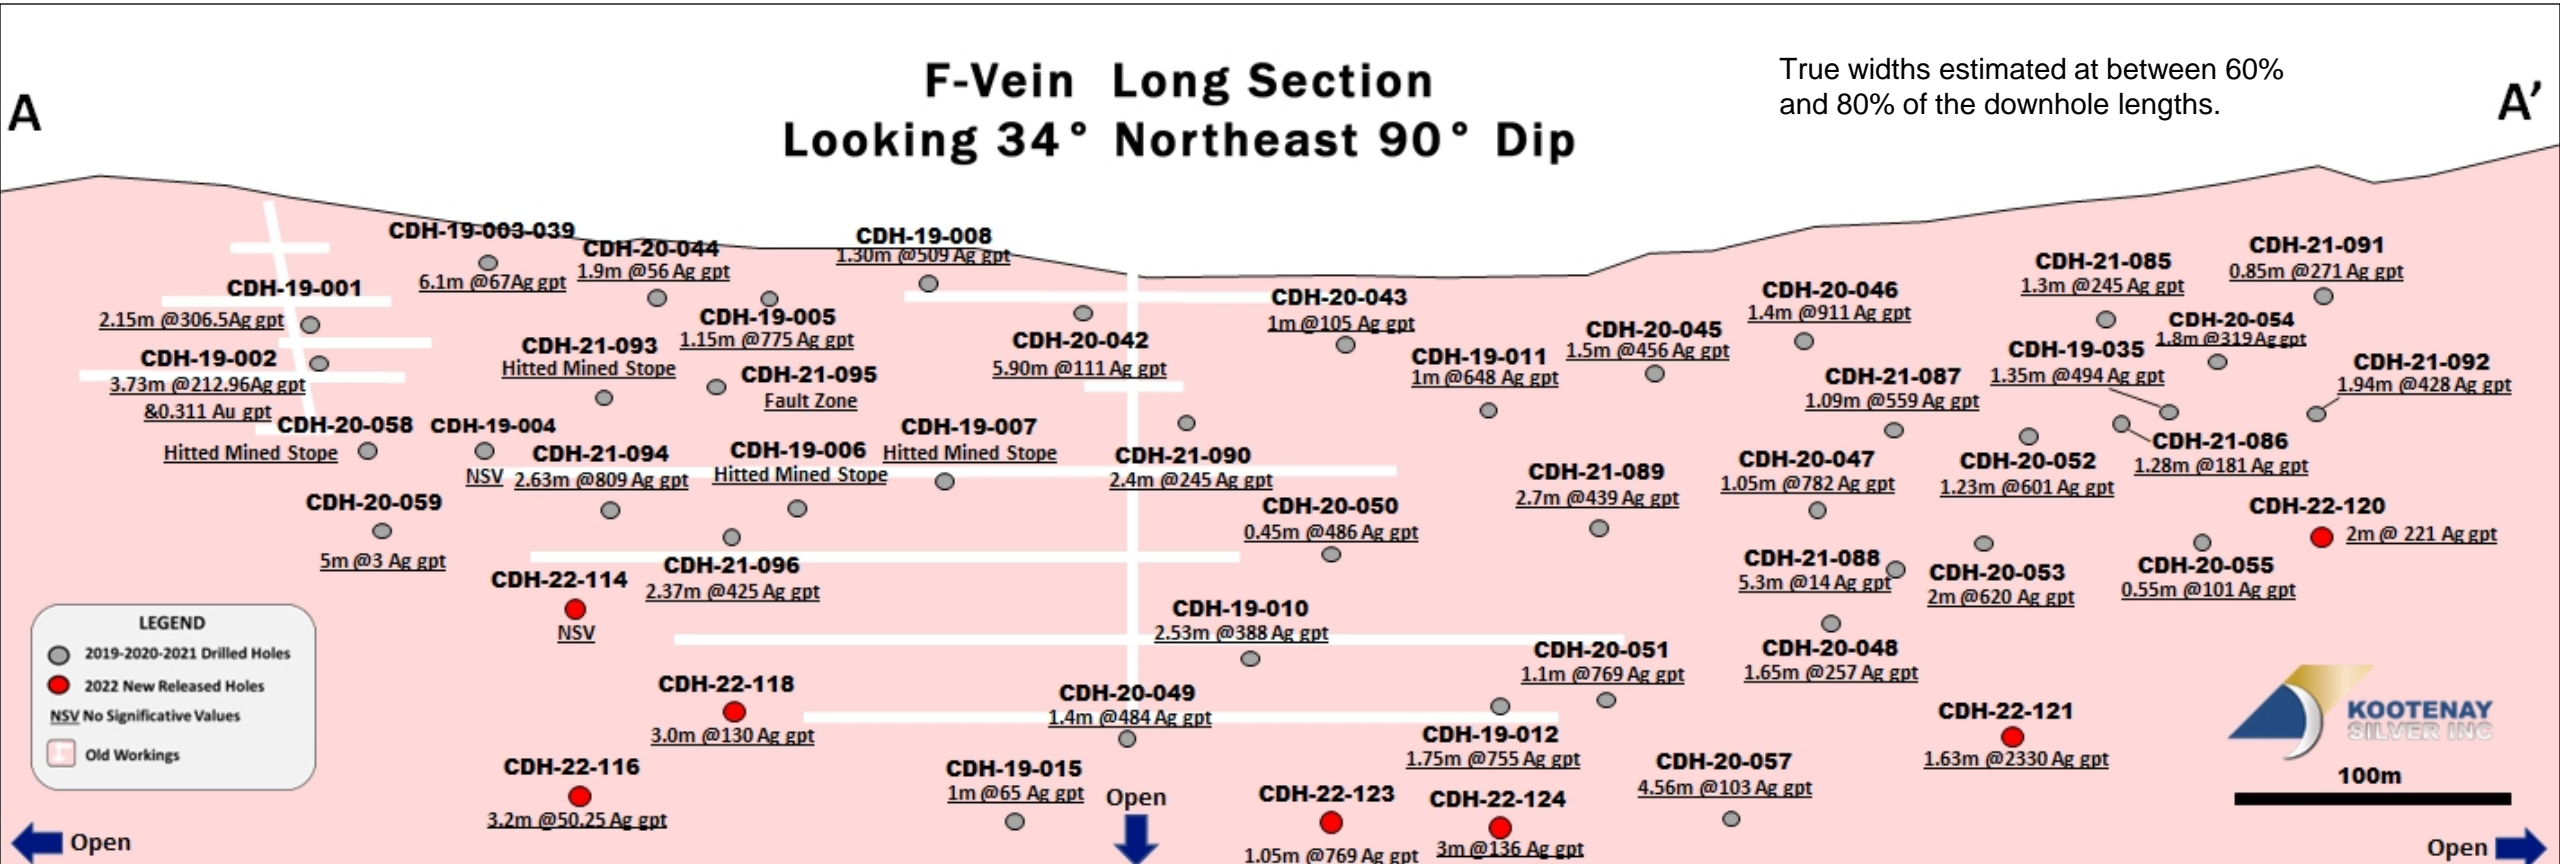 F-Vein Long Section
Looking 34° Northeast 90° Dip
True widths estimated at between 60%
and 80% of the downhole lengths.
A
A’
CDH-19-003-039
6.1m @67Ag gpt
CDH-20-044
1.9m @56 Ag gpt
CDH-19-008
1.30m @509 Ag gpt
CDH-19-001
2.15m @306.5Ag gpt
CDH-19-002
3.73m @212.96Ag gpt
&0.311 Au gpt
CDH-19-005
1.15m @775 Ag gpt
CDH-21-093
Hitted Mined Stope
CDH-21-095
Fault Zone
CDH-20-042
5.90m @111 Ag gpt
CDH-20-043
1m @105 Ag gpt
CDH-19-011
1m @648 Ag gpt
CDH-20-045
1.5m @456 Ag gpt
CDH-20-046
1.4m @911 Ag gpt
CDH-21-085
1.3m @245 Ag gpt
CDH-21-091
0.85m @271 Ag gpt
CDH-20-054
1.8m @319Ag gpt
CDH-19-035
1.35m @494 Ag gpt
CDH-21-092
1.94m @428 Ag gpt
CDH-21-087
1.09m @559 Ag gpt
CDH-20-058
Hitted Mined Stope
CDH-19-004
NSV
CDH-21-094
2.63m @809 Ag gpt
CDH-19-006
Hitted Mined Stope
CDH-19-007
Hitted Mined Stope
CDH-21-090
2.4m @245 Ag gpt
CDH-21-089
2.7m @439 Ag gpt
CDH-20-047
1.05m @782 Ag gpt
CDH-20-052
1.23m @601 Ag gpt
CDH-21-086
1.28m @181 Ag gpt
CDH-20-059
5m @3 Ag gpt
CDH-20-050
0.45m @486 Ag gpt
CDH-22-120
2m @ 221 Ag gpt
CDH-22-114
NSV
CDH-21-096
2.37m @425 Ag gpt
CDH-21-088
5.3m @14 Ag gpt
CDH-20-053
2m @620 Ag gpt
CDH-20-055
0.55m @101 Ag gpt
CDH-19-010
2.53m @388 Ag gpt
CDH-20-051
1.1m @769 Ag gpt
CDH-20-048
1.65m @257 Ag gpt
LEGEND
2019-2020-2021 Drilled Holes
2022 New Released Holes
NSV No Significative Values
Old Workings
CDH-22-118
3.0m @130 Ag gpt
CDH-20-049
1.4m @484 Ag gpt
CDH-19-012
1.75m @755 Ag gpt
CDH-22-121
1.63m @2330 Ag gpt
KOOTENAY
SILVER INC
100m
CDH-22-116
3.2m @50.25 Ag gpt
CDH-19-015
1m @65 Ag gpt
Open
CDH-22-123
1.05m @769 Ag gpt
CDH-22-124
3m @136 Ag gpt
CDH-20-057
4.56m @103 Ag gpt
Open
Open